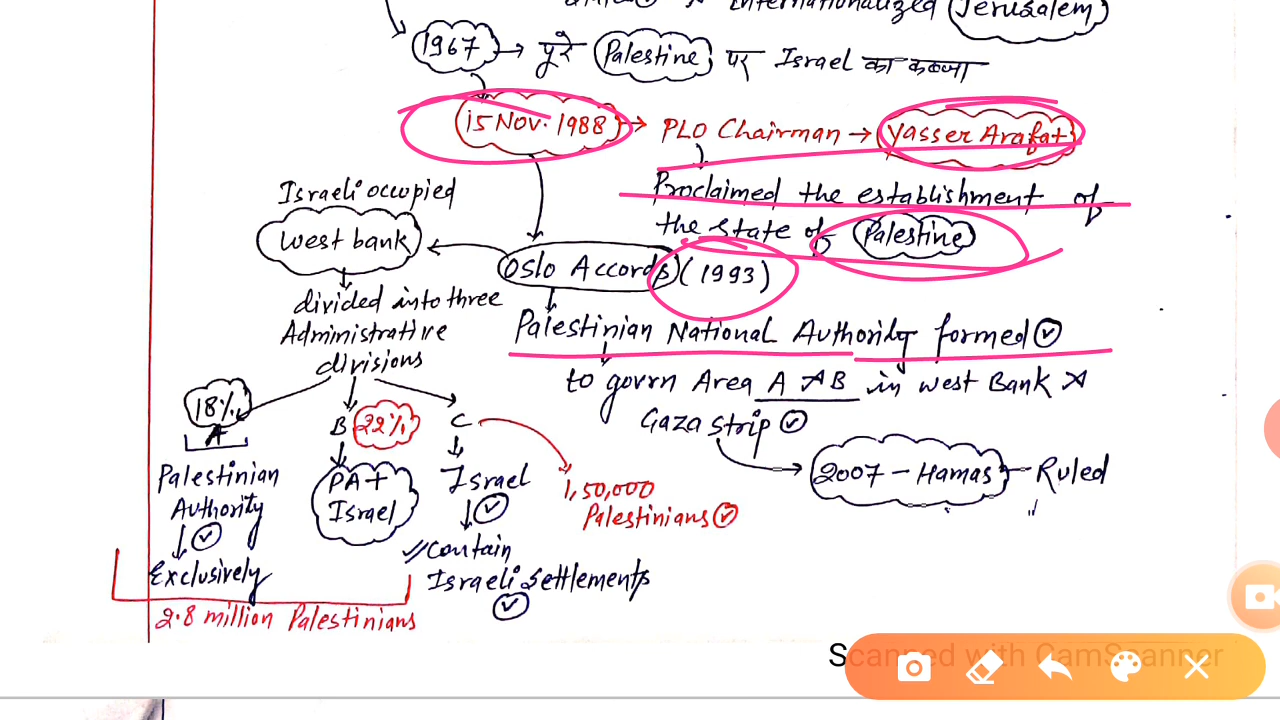 Internationalized Jerusalem
1967 → पूरे Palestine पर Israel का कब्जा
15 Nov. 1988 → PLO Chairman → Yasser Arafat
Proclaimed the establishment of
the state of Palestine
Israeli occupied
West bank
Oslo Accords (1993)
divided into three
Administrative
divisions
Palestinian National Authority formed
to govrn Area A & B in West Bank &
Gaza strip
2007 - Hamas - Ruled
18%
A
B 22%
C
Palestinian
Authority
Exclusively
PA+
Israel
Israel
Contain
Israeli Settlements
1,50,000
Palestinians
2.8 million Palestinians
Scanned with CamScanner